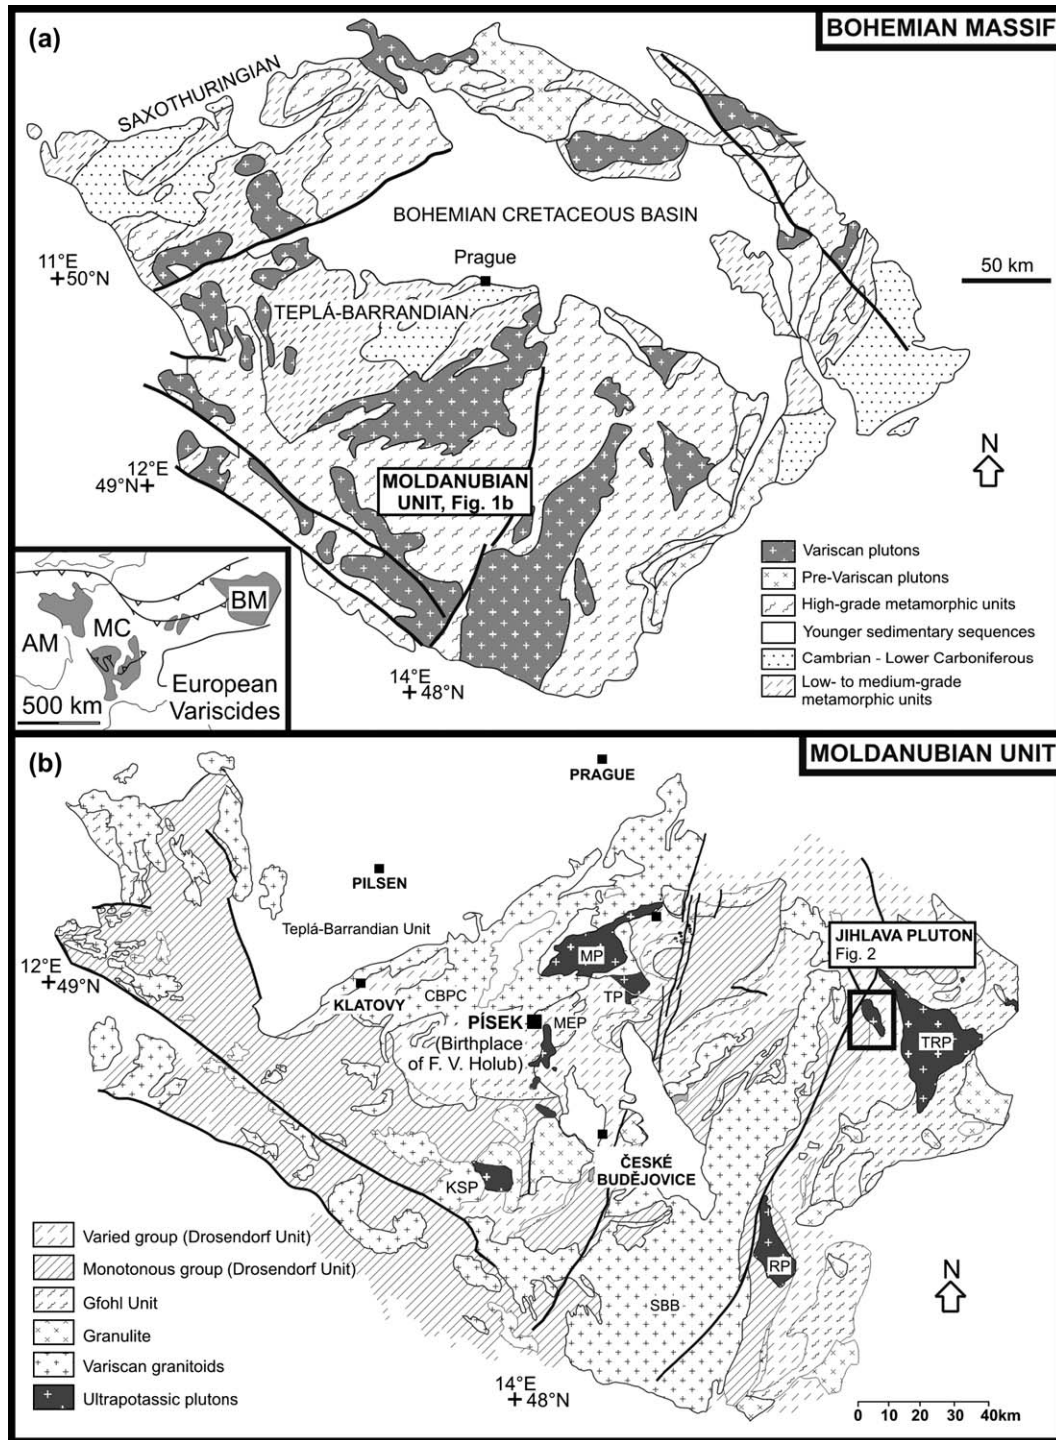 (a)
BOHEMIAN MASSIF
SAXOTHURINGIAN
BOHEMIAN CRETACEOUS BASIN
11°E
50°N
Prague
50 km
TEPLÁ-BARRANDIAN
N
12°E
49°N
MOLDANUBIAN
UNIT, Fig. 1b
Variscan plutons
Pre-Variscan plutons
High-grade metamorphic units
Younger sedimentary sequences
Cambrian - Lower Carboniferous
Low- to medium-grade
metamorphic units
BM
AM
MC
500 km
European
Variscides
14°E
48°N
(b)
MOLDANUBIAN UNIT
PRAGUE
PILSEN
Teplá-Barrandian Unit
JIHLAVA PLUTON
Fig. 2
12°E
49°N
MP
KLATOVY
CBPC
TP
PÍSEK
(Birthplace
of F. V. Holub)
MEP
TRP
ČESKÉ
BUDĚJOVICE
KSP
RP
SBB
Varied group (Drosendorf Unit)
Monotonous group (Drosendorf Unit)
Gfohl Unit
Granulite
Variscan granitoids
Ultrapotassic plutons
N
14°E
48°N
0 10 20 30 40km